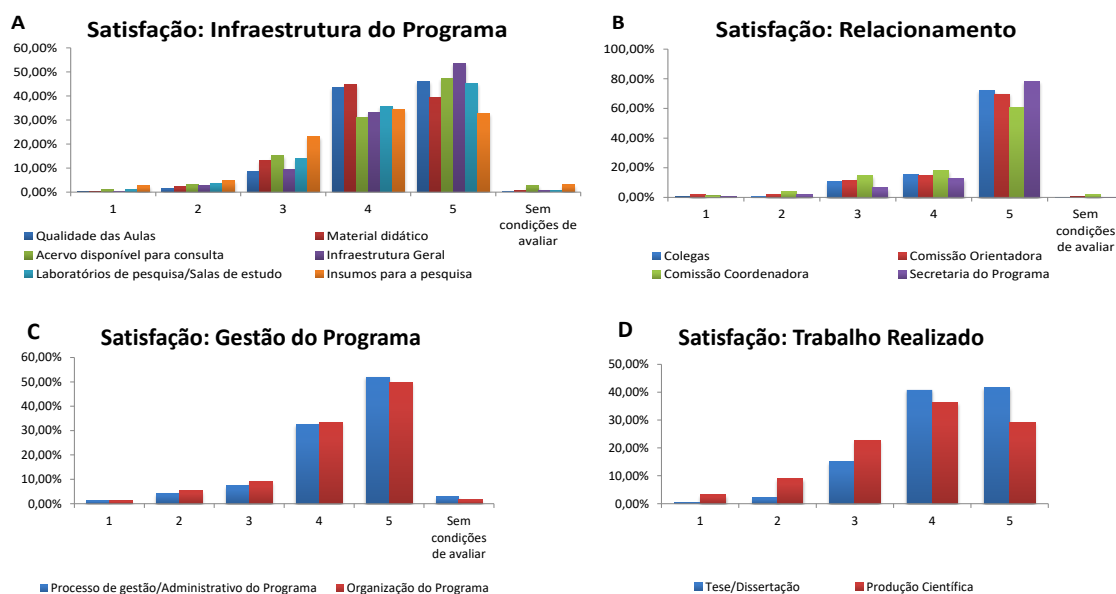 A
Satisfação: Infraestrutura do Programa
60,00%
50,00%
40,00%
30,00%
20,00%
10,00%
0,00%
1
2
3
4
5
Sem
condições de
avaliar
Qualidade das Aulas
Material didático
Acervo disponível para consulta
Infraestrutura Geral
Laboratórios de pesquisa/Salas de estudo
Insumos para a pesquisa
B
Satisfação: Relacionamento
100,00%
80,00%
60,00%
40,00%
20,00%
0,00%
1
2
3
4
5
Sem
condições
de avaliar
Colegas
Comissão Orientadora
Comissão Coordenadora
Secretaria do Programa
C
Satisfação: Gestão do Programa
60,00%
50,00%
40,00%
30,00%
20,00%
10,00%
0,00%
1
2
3
4
5
Sem
condições
de avaliar
Processo de gestão/Administrativo do Programa
Organização do Programa
D
Satisfação: Trabalho Realizado
50,00%
40,00%
30,00%
20,00%
10,00%
0,00%
1
2
3
4
5
Tese/Dissertação
Produção Científica